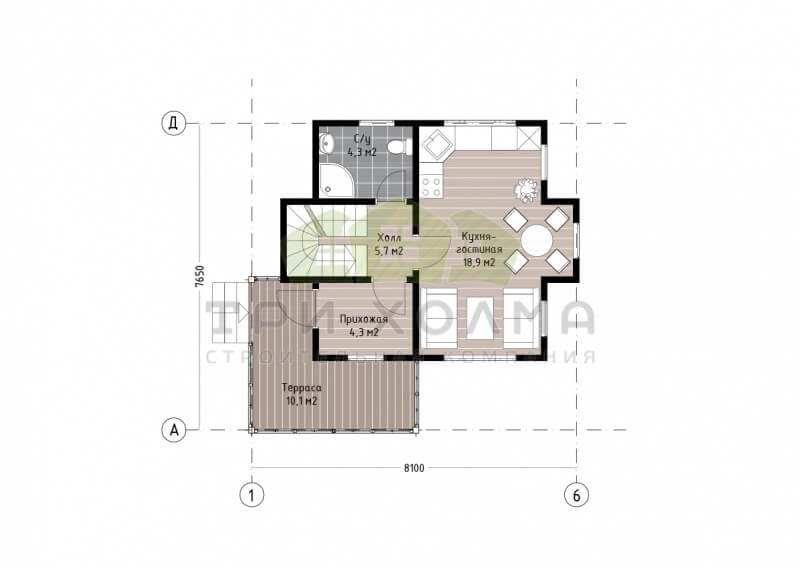 Д
С/у
4,3 м2
Холл
5,7 м2
Кухня-
гостиная
18,9 м2
7650
Прихожая
4,3 м2
ТРИ ХОЛМА
СТРОИТЕЛЬНАЯ КОМПАНИЯ
Терраса
10,1 м2
А
8100
1
6